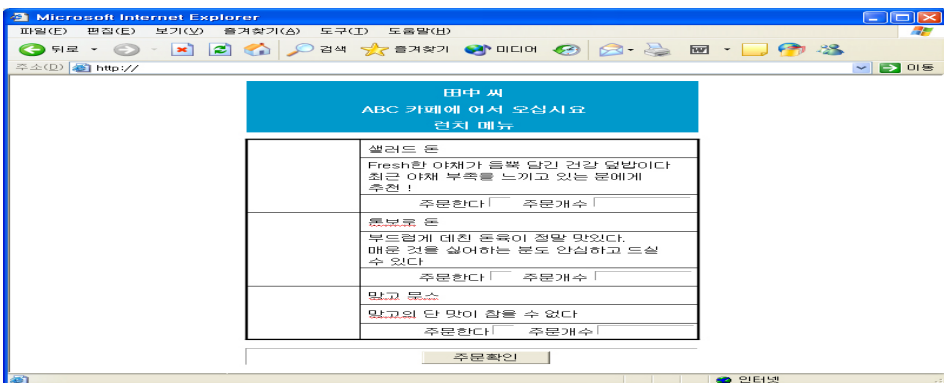 Microsoft Internet Explorer
파일(F) 편집(E) 보기(V) 즐겨찾기(A) 도구(T) 도움말(H)
뒤로 검색 즐겨찾기 미디어
주소(D) http:// 이동
田中 씨
ABC 카페에 어서 오십시요
런치 메뉴
샐러드 돈
Fresh한 야채가 듬뿍 담긴 건강 덮밥이다
최근 야채 부족을 느끼고 있는 분에게
추천 !
주문한다 주문개수
톤보로 돈
부드럽게 데친 돈육이 정말 맛있다.
매운 것을 싫어하는 분도 안심하고 드실
수 있다
주문한다 주문개수
망고 무스
망고의 단 맛이 참을 수 없다
주문한다 주문개수
주문확인
인터넷